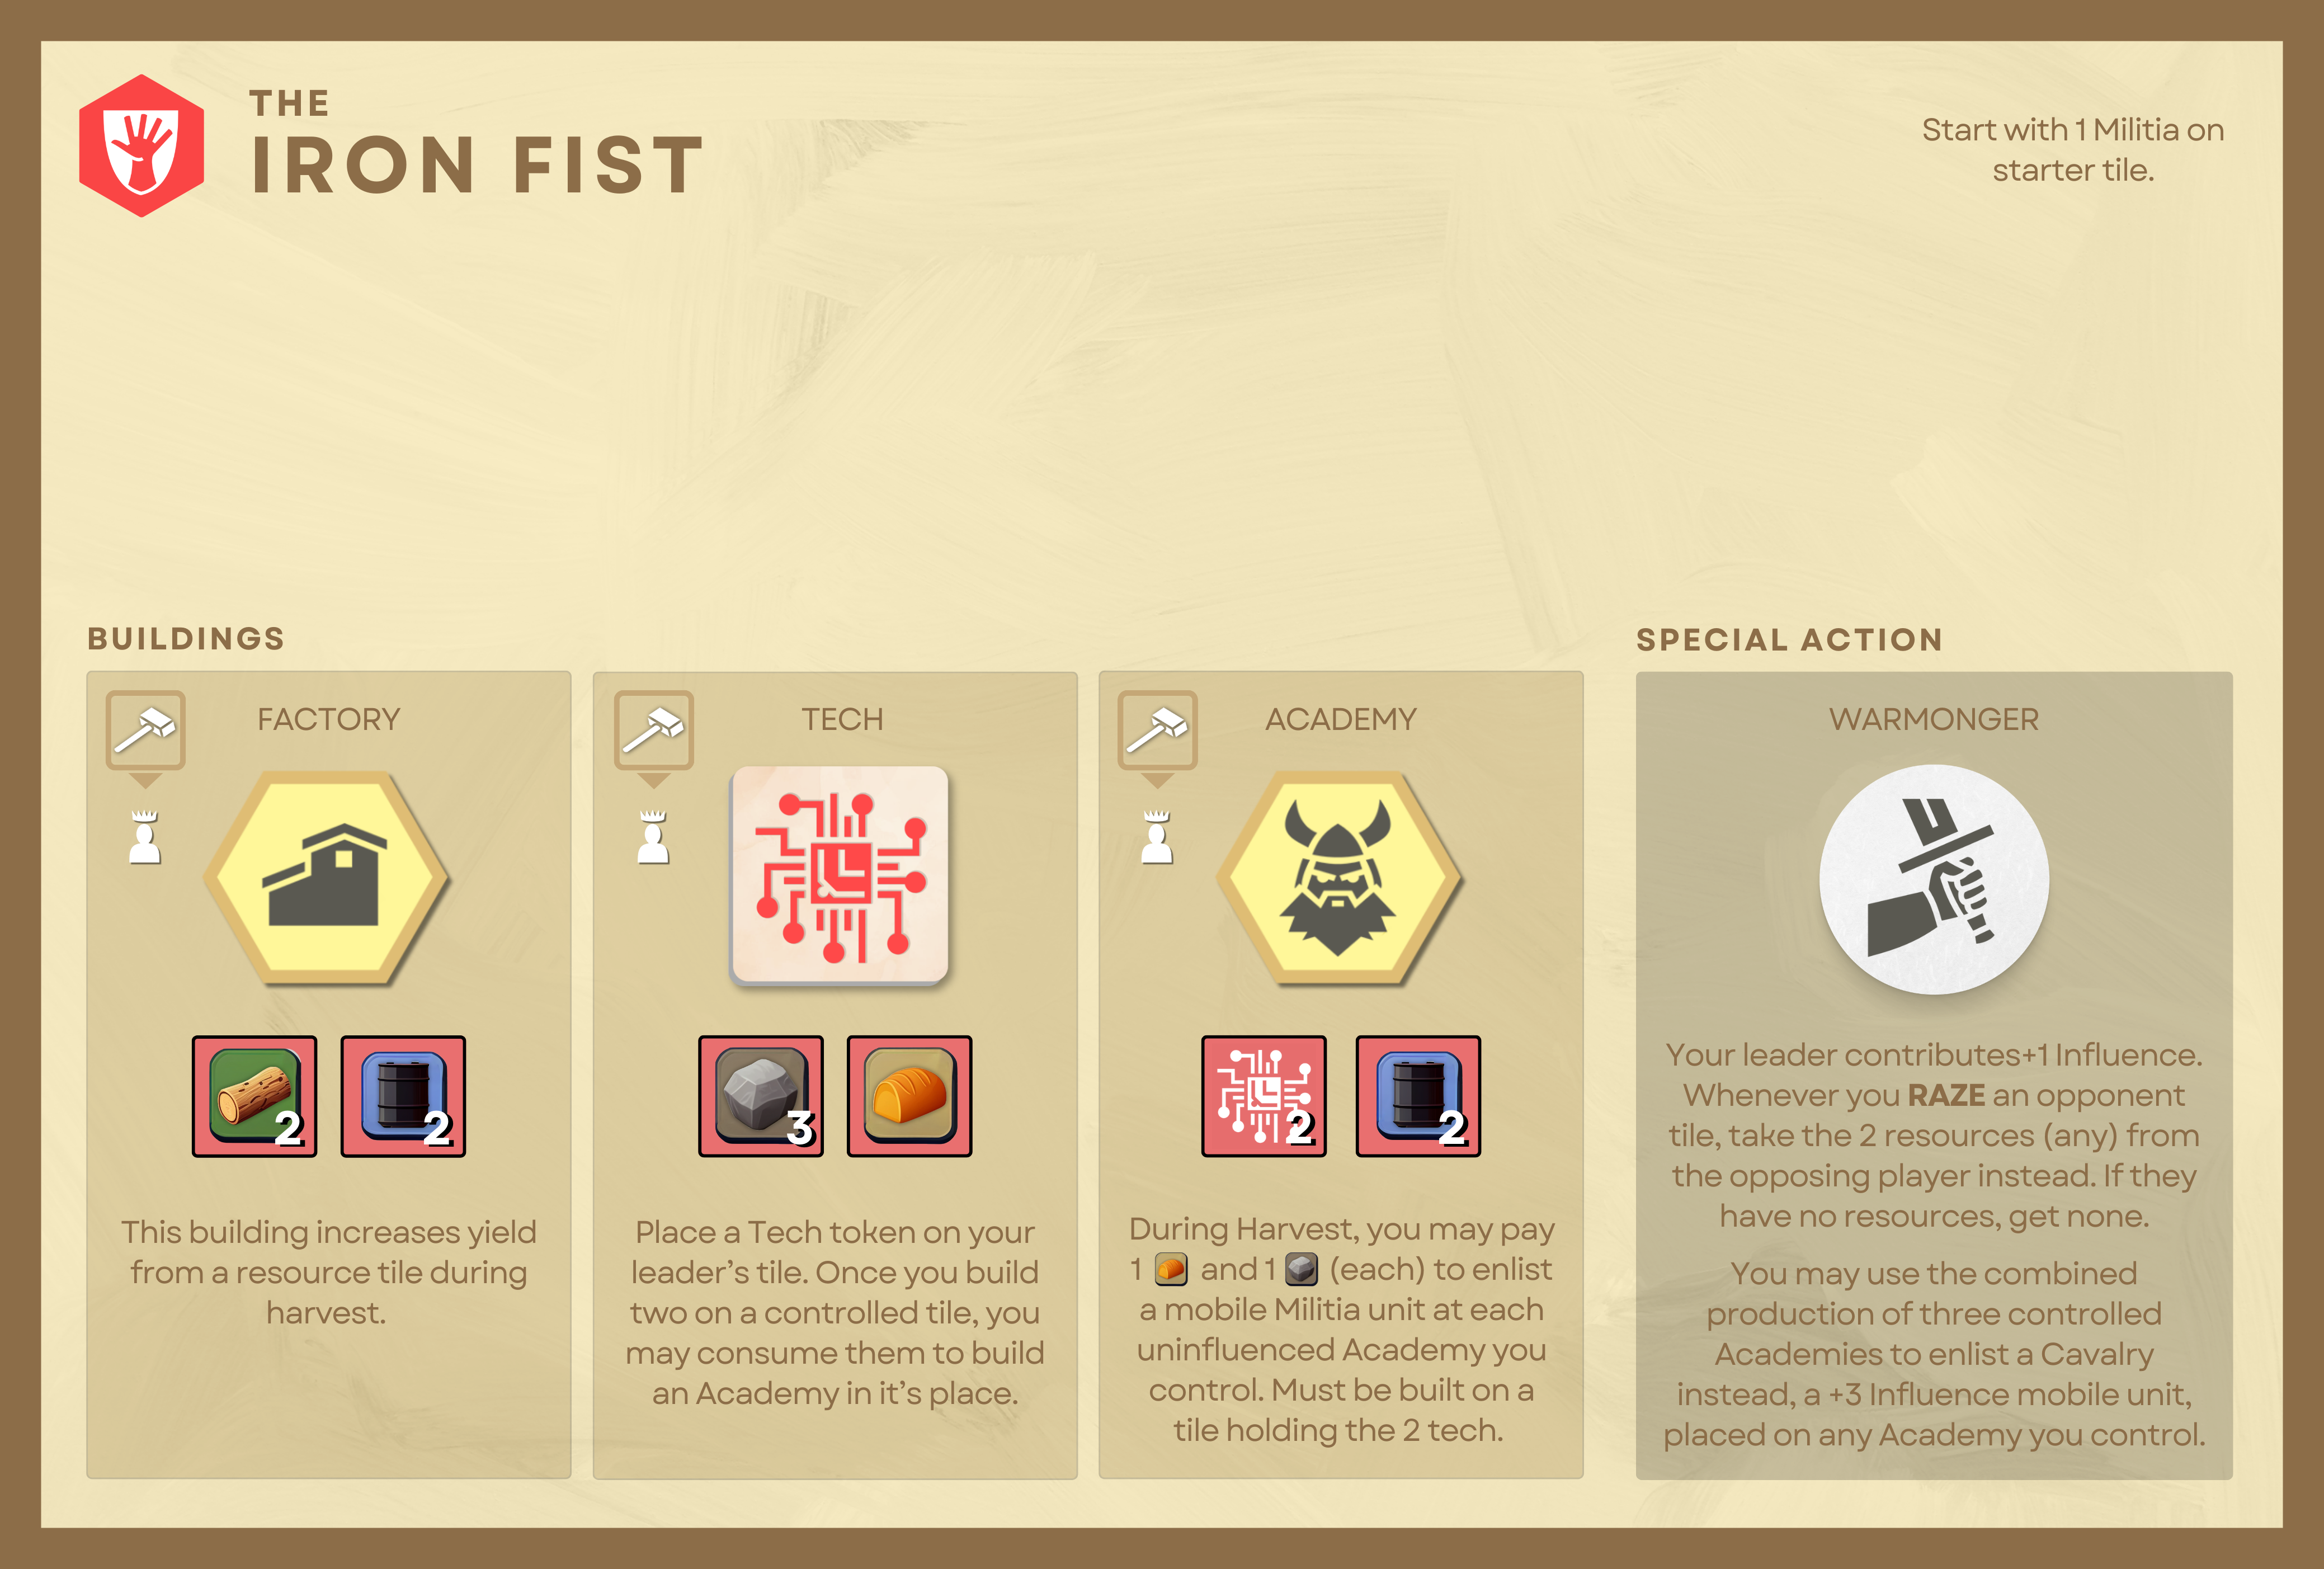 THE
IRON FIST
Start with 1 Militia on
starter tile.
BUILDINGS
FACTORY
2
2
This building increases yield
from a resource tile during
harvest.
TECH
3
Place a Tech token on your
leader's tile. Once you build
two on a controlled tile, you
may consume them to build
an Academy in it's place.
ACADEMY
2
2
During Harvest, you may pay
1 and 1 (each) to enlist
a mobile Militia unit at each
uninfluenced Academy you
control. Must be built on a
tile holding the 2 tech.
SPECIAL ACTION
WARMONGER
Your leader contributes+1 Influence.
Whenever you RAZE an opponent
tile, take the 2 resources (any) from
the opposing player instead. If they
have no resources, get none.
You may use the combined
production of three controlled
Academies to enlist a Cavalry
instead, a +3 Influence mobile unit,
placed on any Academy you control.